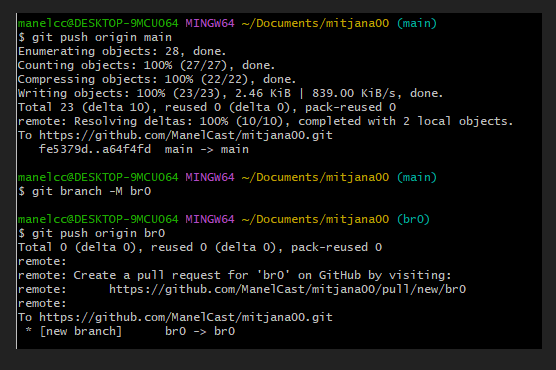 manelcc@DESKTOP-9MCUO64 MINGW64 ~/Documents/mitjana00 (main)
$ git push origin main
Enumerating objects: 28, done.
Counting objects: 100% (27/27), done.
Compressing objects: 100% (22/22), done.
Writing objects: 100% (23/23), 2.46 KiB | 839.00 KiB/s, done.
Total 23 (delta 10), reused 0 (delta 0), pack-reused 0
remote: Resolving deltas: 100% (10/10), completed with 2 local objects.
To https://github.com/ManelCast/mitjana00.git
   fe5379d..a64f4fd  main -> main
manelcc@DESKTOP-9MCUO64 MINGW64 ~/Documents/mitjana00 (main)
$ git branch -M br0
manelcc@DESKTOP-9MCUO64 MINGW64 ~/Documents/mitjana00 (br0)
$ git push origin br0
Total 0 (delta 0), reused 0 (delta 0), pack-reused 0
remote:
remote: Create a pull request for 'br0' on GitHub by visiting:
remote:      https://github.com/ManelCast/mitjana00/pull/new/br0
remote:
To https://github.com/ManelCast/mitjana00.git
 * [new branch]      br0 -> br0